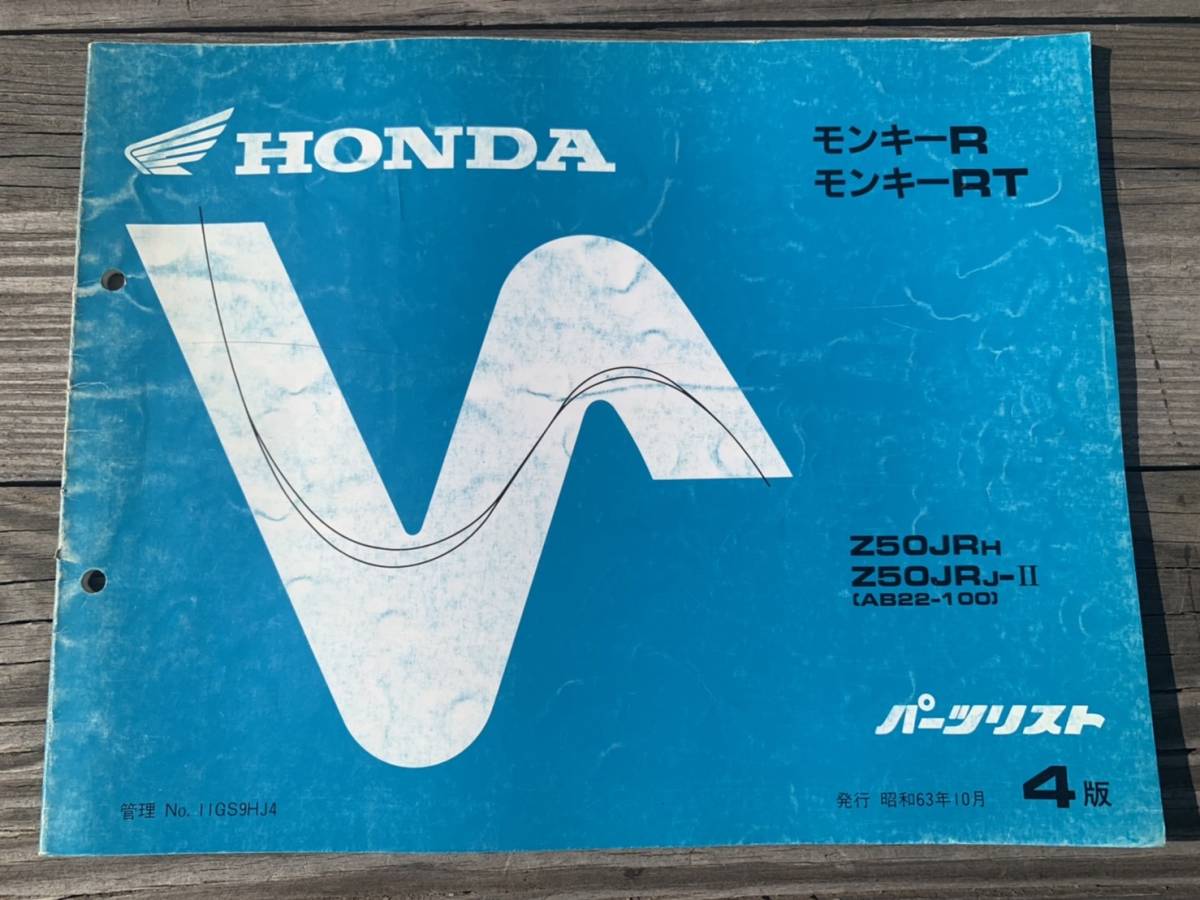 HONDA
モンキーR
モンキーRT
Z50JRH
Z50JRJ-II
(AB22-100)
パーツリスト
管理 No. 11GS9HJ4
発行 昭和63年10月
4版